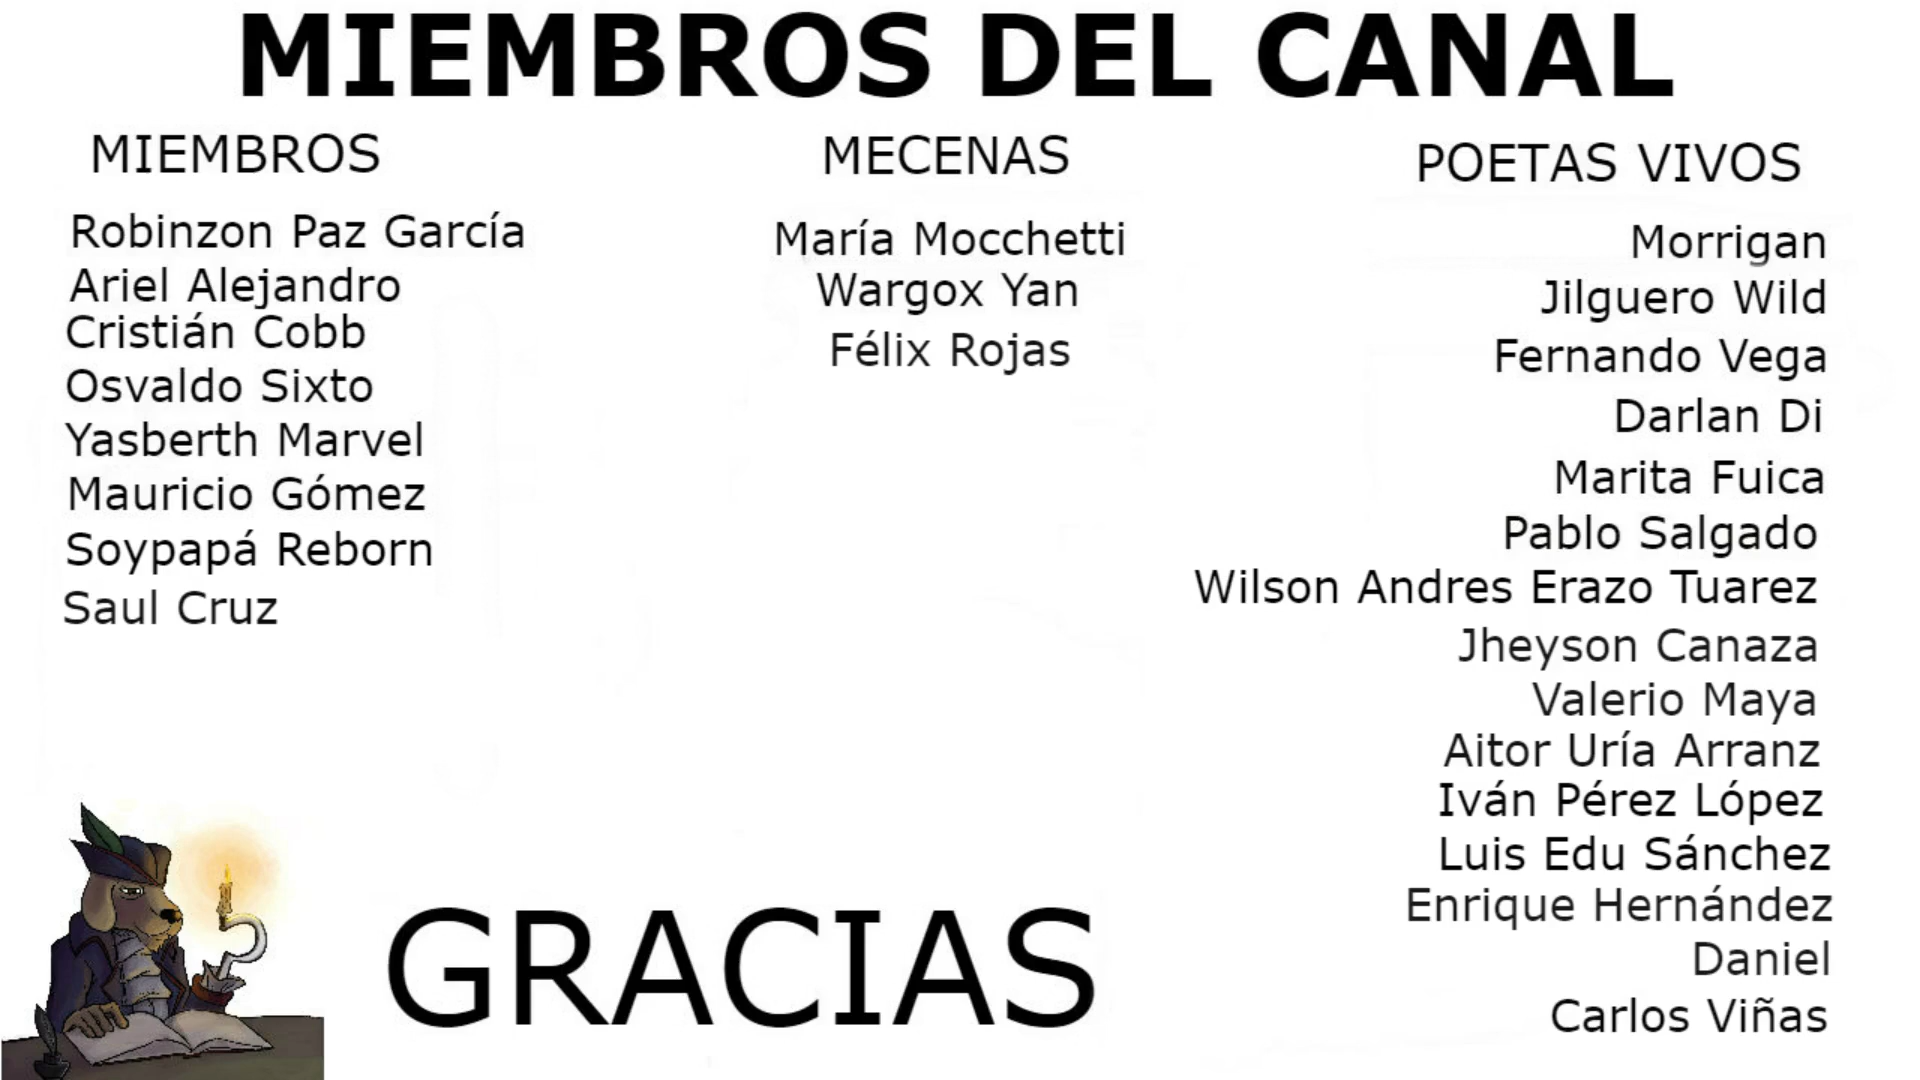 MIEMBROS DEL CANAL
MIEMBROS
Robinzon Paz García
Ariel Alejandro
Cristián Cobb
Osvaldo Sixto
Yasberth Marvel
Mauricio Gómez
Soypapá Reborn
Saul Cruz
MECENAS
María Mocchetti
Wargox Yan
Félix Rojas
POETAS VIVOS
Morrigan
Jilguero Wild
Fernando Vega
Darlan Di
Marita Fuica
Pablo Salgado
Wilson Andres Erazo Tuarez
Jheyson Canaza
Valerio Maya
Aitor Uría Arranz
Iván Pérez López
Luis Edu Sánchez
Enrique Hernández
Daniel
Carlos Viñas
GRACIAS